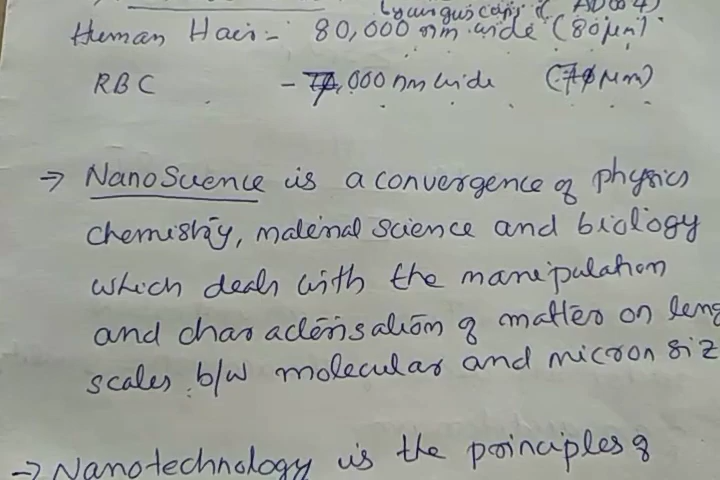 Human Hair - 80,000 nm wide (80μm)
RBC - 7,000 nm wide (7μm)
→ NanoScience is a convergence of physics
chemistry, material science and biology
which deals with the manipulation
and characterisation of matter on leng
scales b/w molecular and micron siz
→ Nanotechnology is the principles of